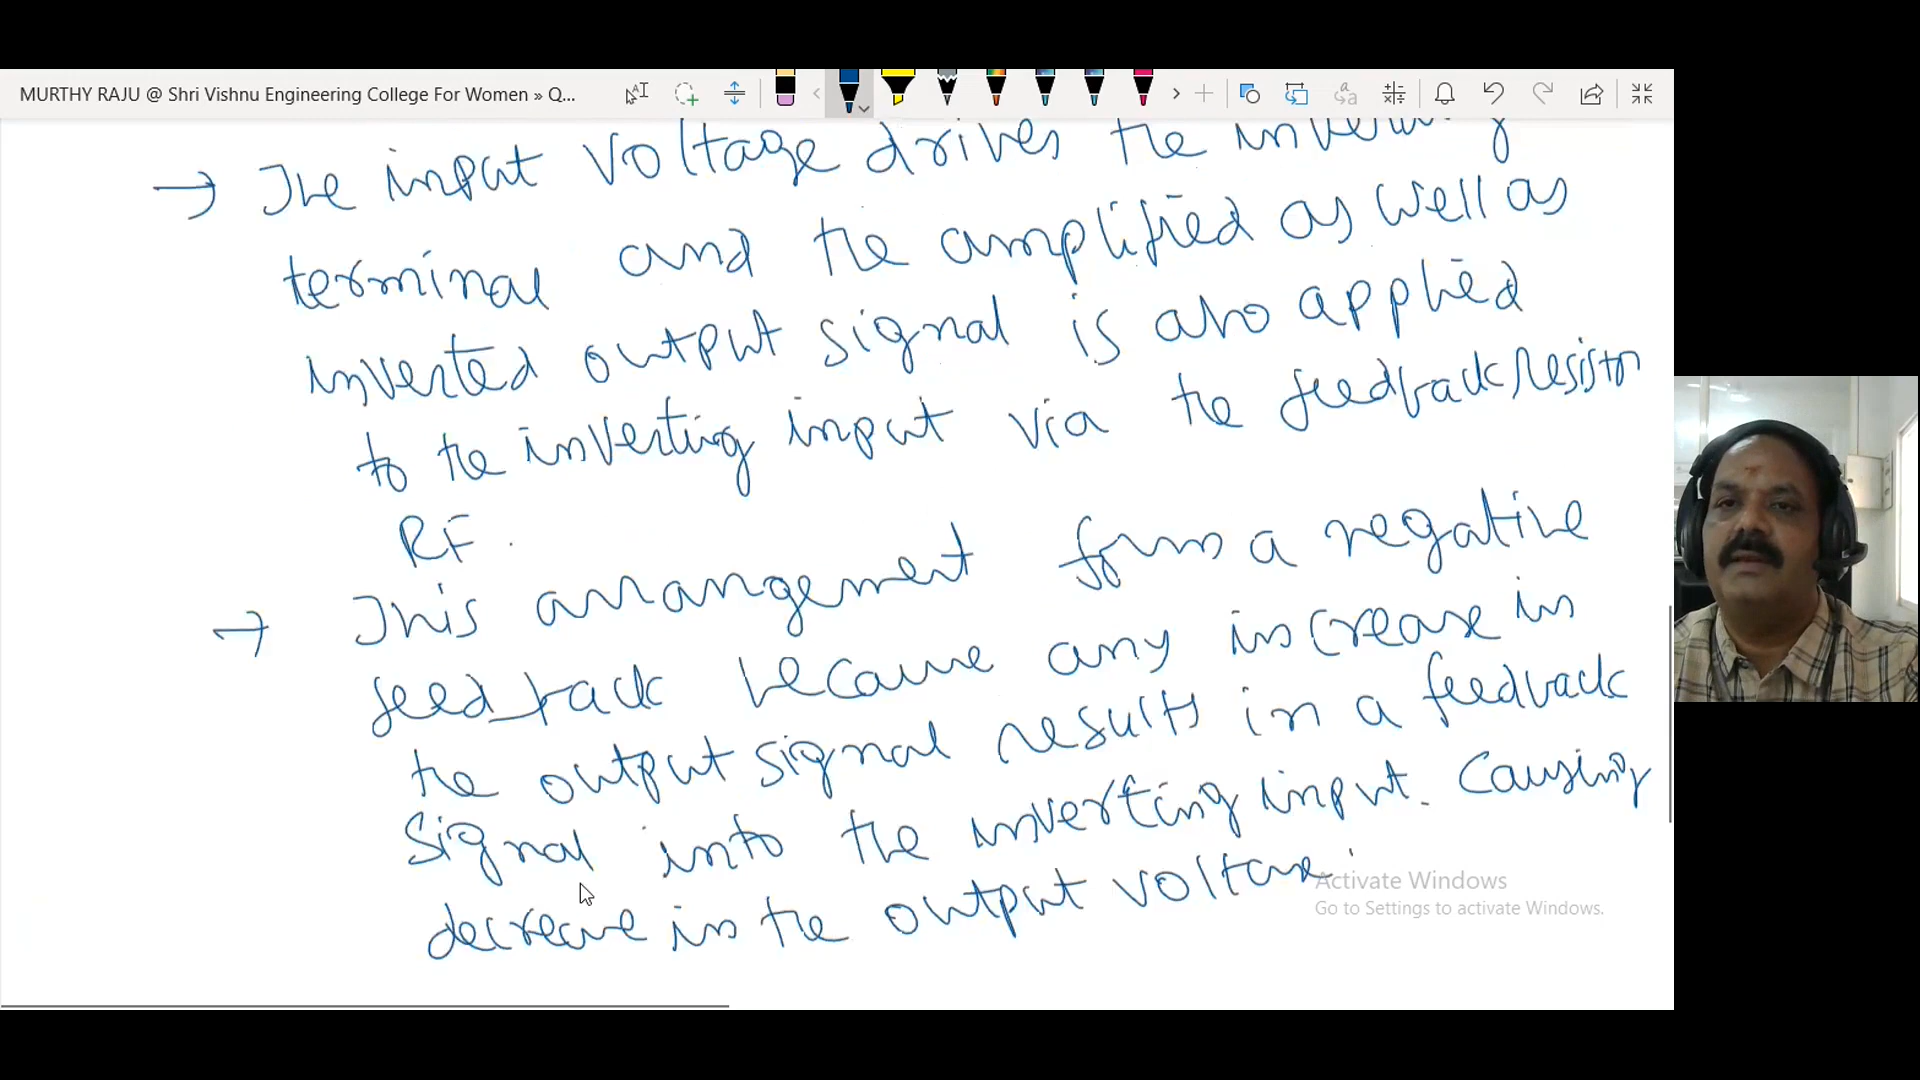 MURTHY RAJU @ Shri Vishnu Engineering College For Women » Q...
→ The input voltage drives the inverting
terminal and the amplified as well as
inverted output signal is also applied
to the inverting input via the feedback resistor
RF.
→ This arrangement forms a negative
feedback because any increase in
the output signal results in a feedback
signal into the inverting input. Causing
decrease in the output voltage.
Activate Windows
Go to Settings to activate Windows.